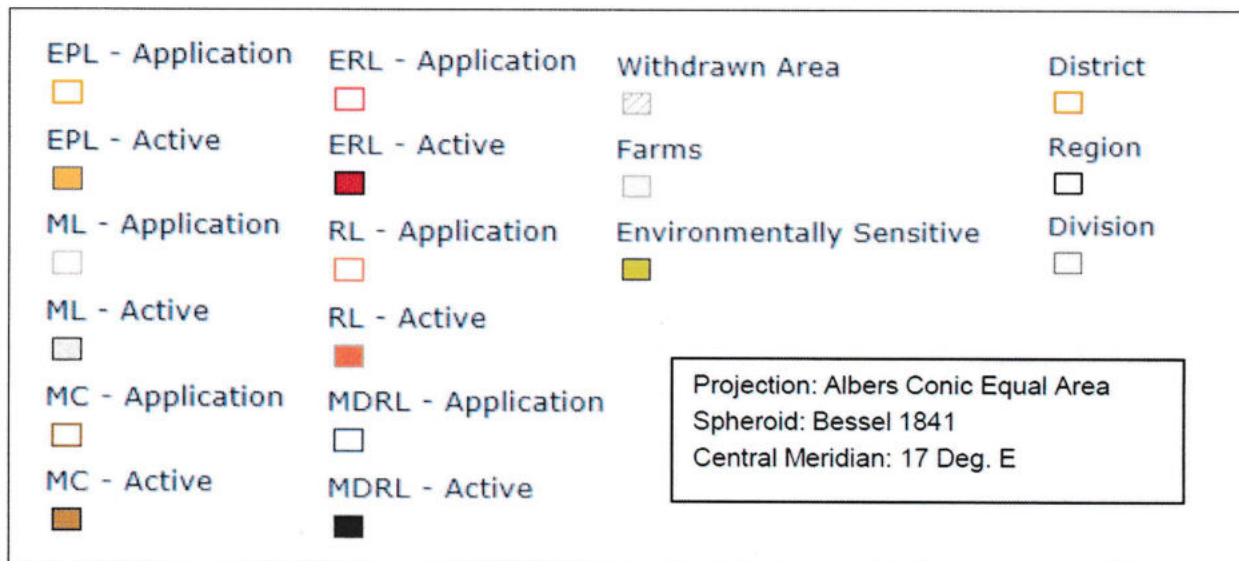 EPL - Application
EPL - Active
ML - Application
ML - Active
MC - Application
MC - Active
ERL - Application
ERL - Active
RL - Application
RL - Active
MDRL - Application
MDRL - Active
Withdrawn Area
Farms
Environmentally Sensitive
District
Region
Division
Projection: Albers Conic Equal Area
Spheroid: Bessel 1841
Central Meridian: 17 Deg. E